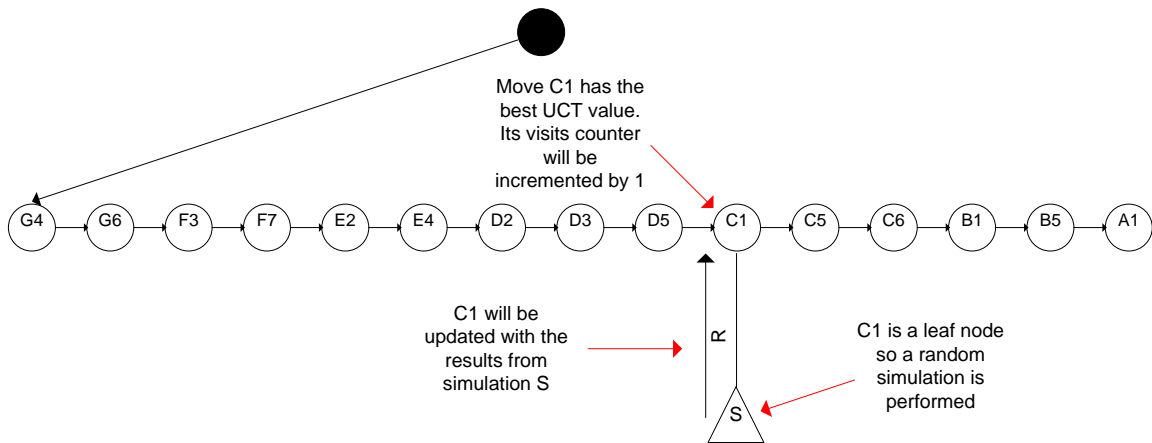 Move C1 has the
best UCT value.
Its visits counter
will be
incremented by 1
G4 G6 F3 F7 E2 E4 D2 D3 D5 C1 C5 C6 B1 B5 A1
C1 will be
updated with the
results from
simulation S
R
C1 is a leaf node
so a random
simulation is
performed
S